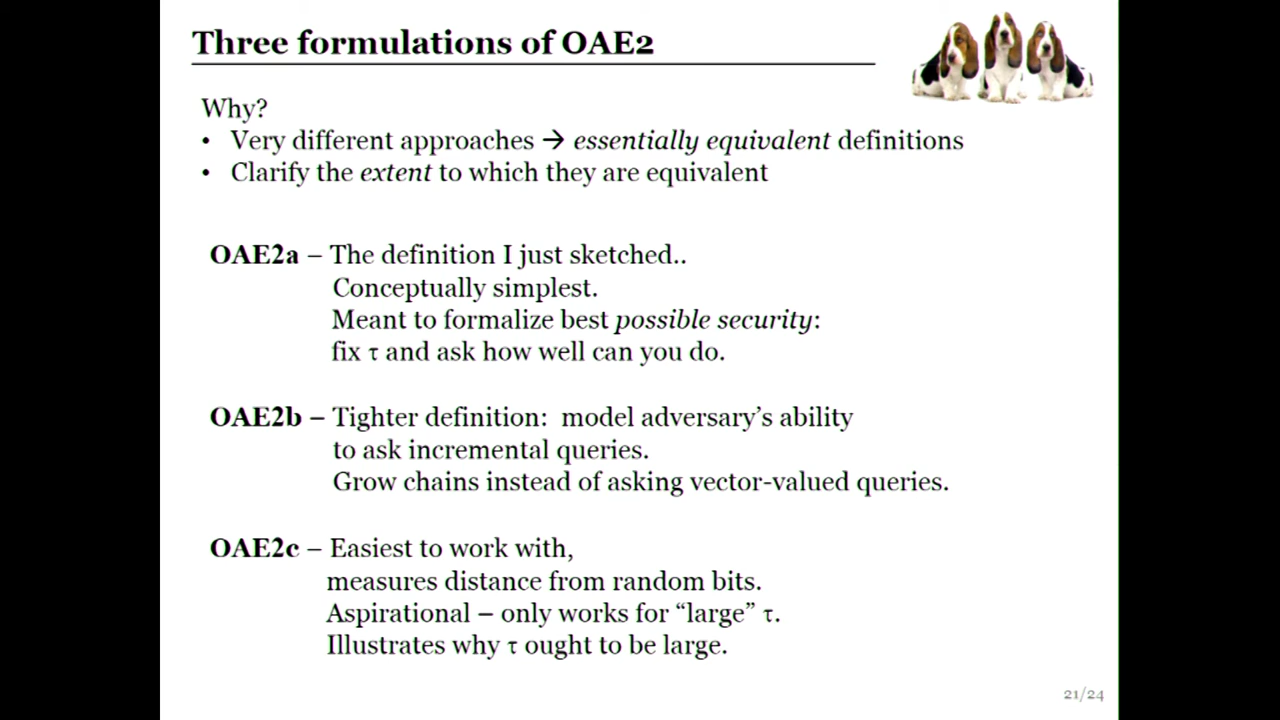 Three formulations of OAE2
Why?
• Very different approaches → essentially equivalent definitions
• Clarify the extent to which they are equivalent
OAE2a – The definition I just sketched..
Conceptually simplest.
Meant to formalize best possible security:
fix τ and ask how well can you do.
OAE2b – Tighter definition: model adversary's ability
to ask incremental queries.
Grow chains instead of asking vector-valued queries.
OAE2c – Easiest to work with,
measures distance from random bits.
Aspirational – only works for “large” τ.
Illustrates why τ ought to be large.
21/24